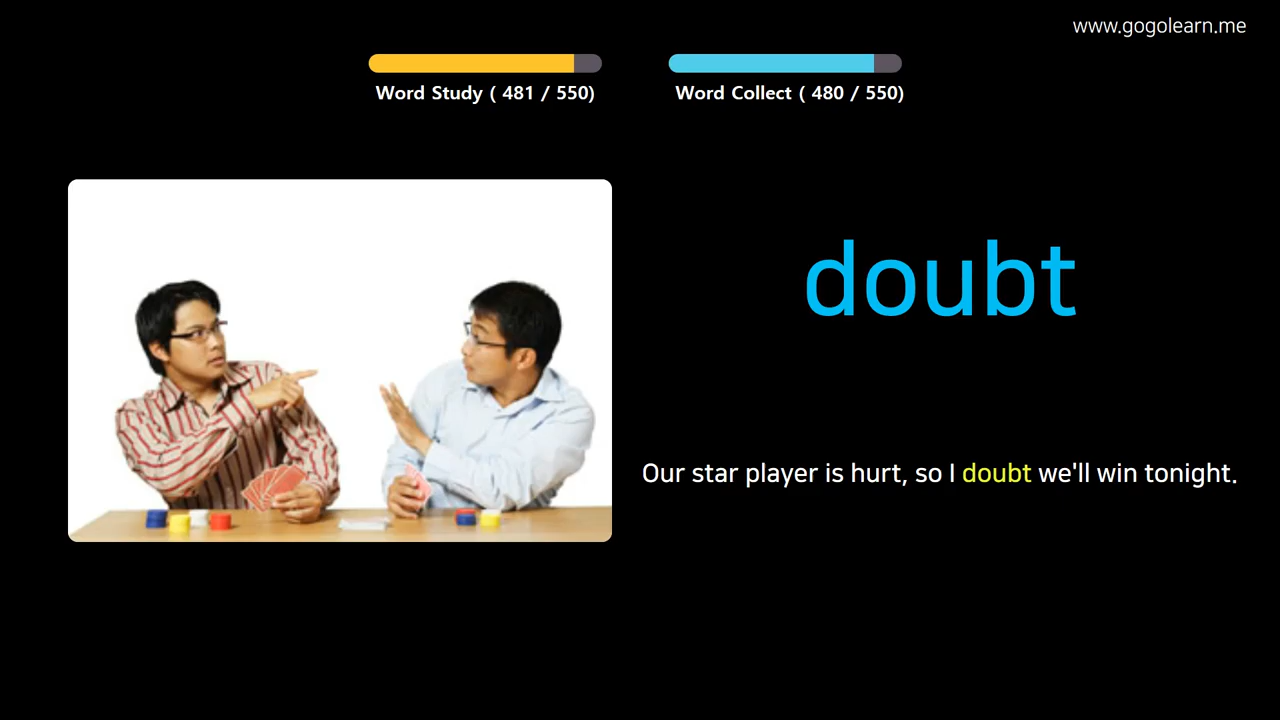 www.gogolearn.me
Word Study ( 481 / 550)
Word Collect ( 480 / 550)
doubt
Our star player is hurt, so I doubt we'll win tonight.